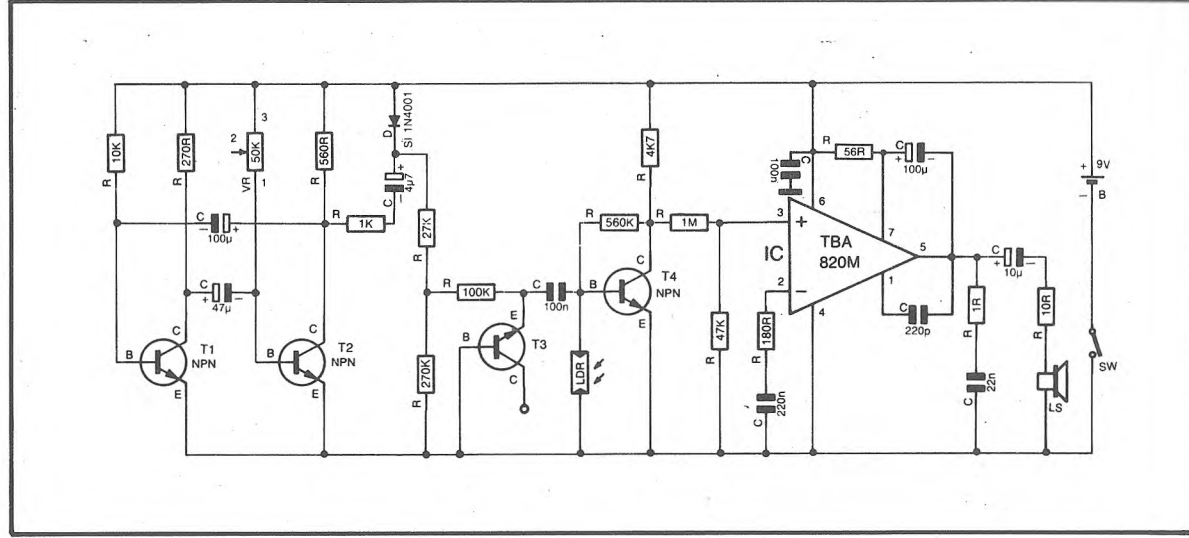 10K
R
270R
R
3
2
50K
VR
1
560R
R
D
Si 1N4001
+
4µ7
C
–
R
1K
27K
R
C
– 100µ +
C
+ 47µ –
C
B
T1
NPN
E
C
B
T2
NPN
E
R
100K
270K
R
E
B
T3
C
C
100n
R
560K
4K7
R
R
1M
C
B
T4
NPN
E
LDR
47K
R
C
100n
R
56R
C
+ 100µ –
3
+
6
IC
TBA
820M
7
5
2
–
1
4
180R
R
C
220n
C
220p
C
+ 10µ –
1R
R
22n
C
10R
R
LS
+ 9V
– B
SW